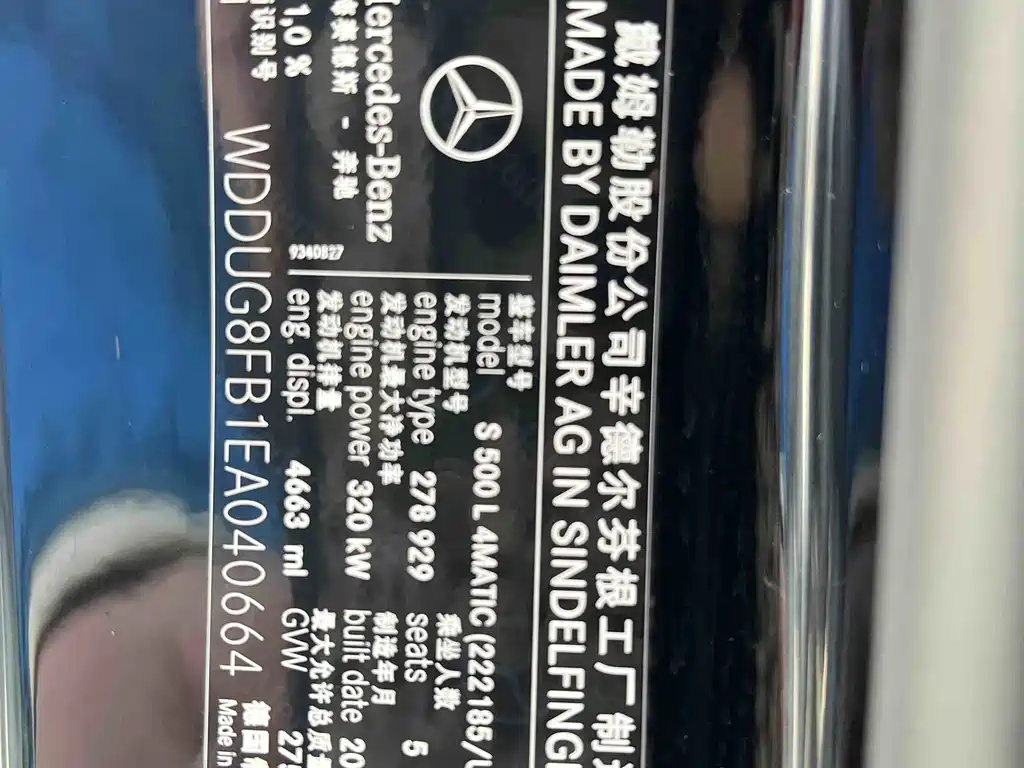 戴姆勒股份公司辛德尔芬根工厂制
MADE BY DAIMLER AG IN SINDELFING
整车型号
model S 500 L 4MATIC (222185/
发动机型号 乘坐人数
engine type 278 929 seats 5
发动机最大净功率 制造年月
engine power 320 kW built date 20
发动机排量 最大允许总质量
eng. displ. 4663 ml GVW 275
Mercedes-Benz
梅赛德斯 - 奔驰
9340827
1,0 %
识别号 WDDUG8FB1EA040664 德国
Made in